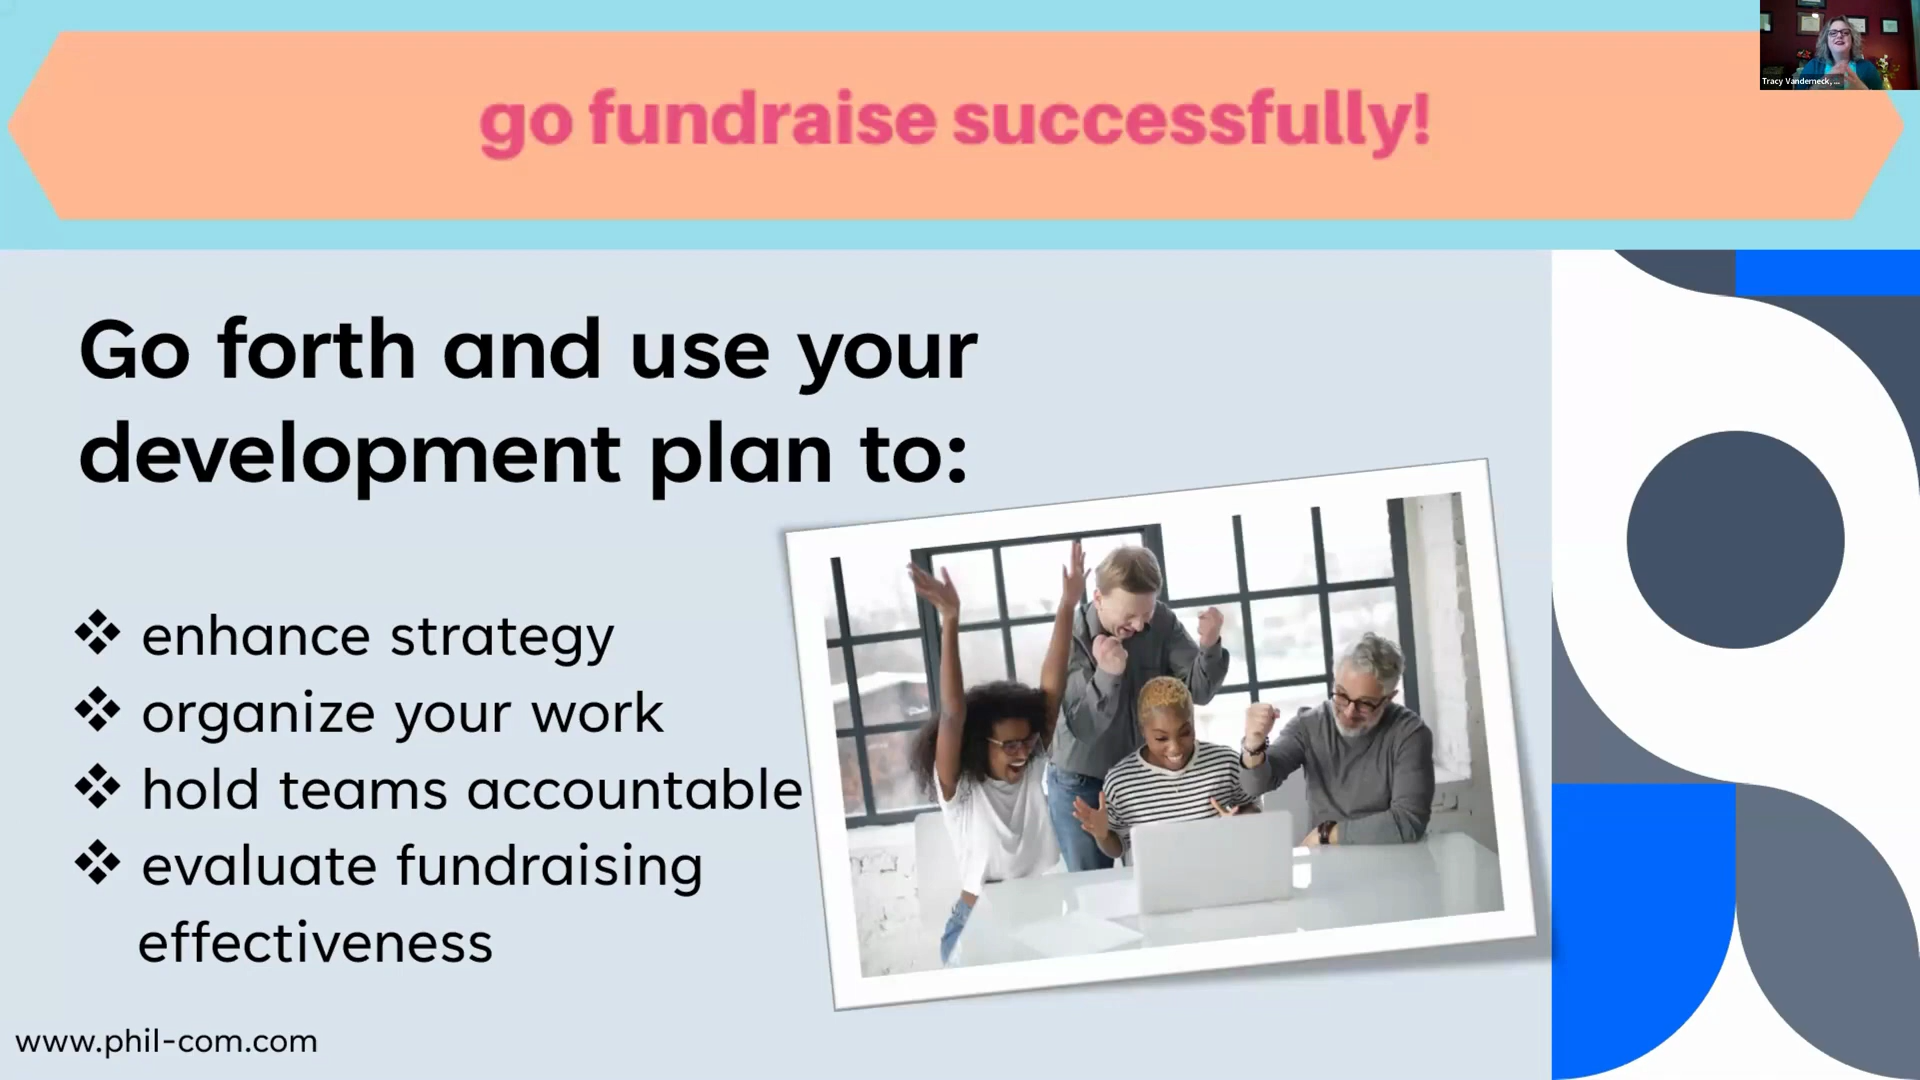 go fundraise successfully!
Tracy Vanderneck, ...
Go forth and use your
development plan to:
❖ enhance strategy
❖ organize your work
❖ hold teams accountable
❖ evaluate fundraising
effectiveness
www.phil-com.com